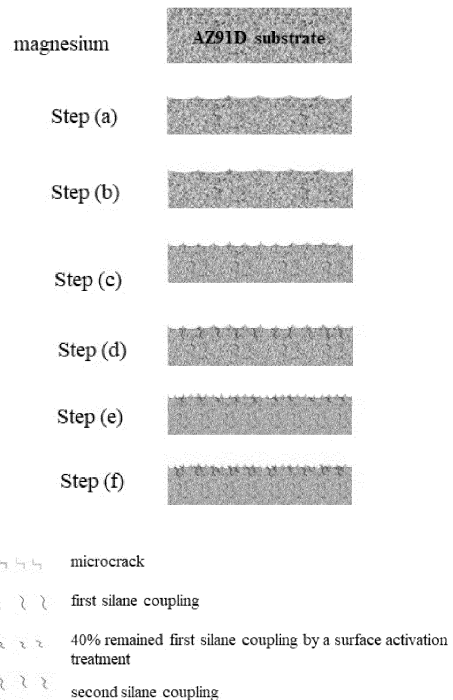 AZ91D substrate
magnesium
Step (a)
Step (b)
Step (c)
Step (d)
Step (e)
Step (f)
microcrack
first silane coupling
40% remained first silane coupling by a surface activation
treatment
second silane coupling